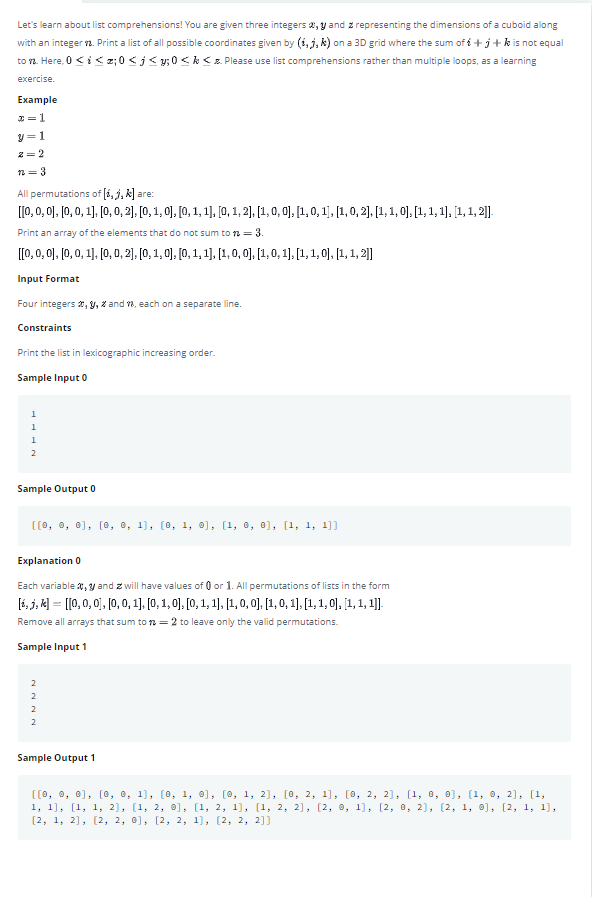 Let's learn about list comprehensions! You are given three integers x, y and z representing the dimensions of a cuboid along
with an integer n. Print a list of all possible coordinates given by (i, j, k) on a 3D grid where the sum of i + j + k is not equal
to n. Here, 0 ≤ i ≤ x; 0 ≤ j ≤ y; 0 ≤ k ≤ z. Please use list comprehensions rather than multiple loops, as a learning
exercise.
Example
x = 1
y = 1
z = 2
n = 3
All permutations of [i, j, k] are:
[[0, 0, 0], [0, 0, 1], [0, 0, 2], [0, 1, 0], [0, 1, 1], [0, 1, 2], [1, 0, 0], [1, 0, 1], [1, 0, 2], [1, 1, 0], [1, 1, 1], [1, 1, 2]].
Print an array of the elements that do not sum to n = 3.
[[0, 0, 0], [0, 0, 1], [0, 0, 2], [0, 1, 0], [0, 1, 1], [1, 0, 0], [1, 0, 1], [1, 1, 0], [1, 1, 2]]
Input Format
Four integers x, y, z and n, each on a separate line.
Constraints
Print the list in lexicographic increasing order.
Sample Input 0
1
1
1
2
Sample Output 0
[[0, 0, 0], [0, 0, 1], [0, 1, 0], [1, 0, 0], [1, 1, 1]]
Explanation 0
Each variable x, y and z will have values of 0 or 1. All permutations of lists in the form
[i, j, k] = [[0, 0, 0], [0, 0, 1], [0, 1, 0], [0, 1, 1], [1, 0, 0], [1, 0, 1], [1, 1, 0], [1, 1, 1]].
Remove all arrays that sum to n = 2 to leave only the valid permutations.
Sample Input 1
2
2
2
2
Sample Output 1
[[0, 0, 0], [0, 0, 1], [0, 1, 0], [0, 1, 2], [0, 2, 1], [0, 2, 2], [1, 0, 0], [1, 0, 2], [1,
1, 1], [1, 1, 2], [1, 2, 0], [1, 2, 1], [1, 2, 2], [2, 0, 1], [2, 0, 2], [2, 1, 0], [2, 1, 1],
[2, 1, 2], [2, 2, 0], [2, 2, 1], [2, 2, 2]]